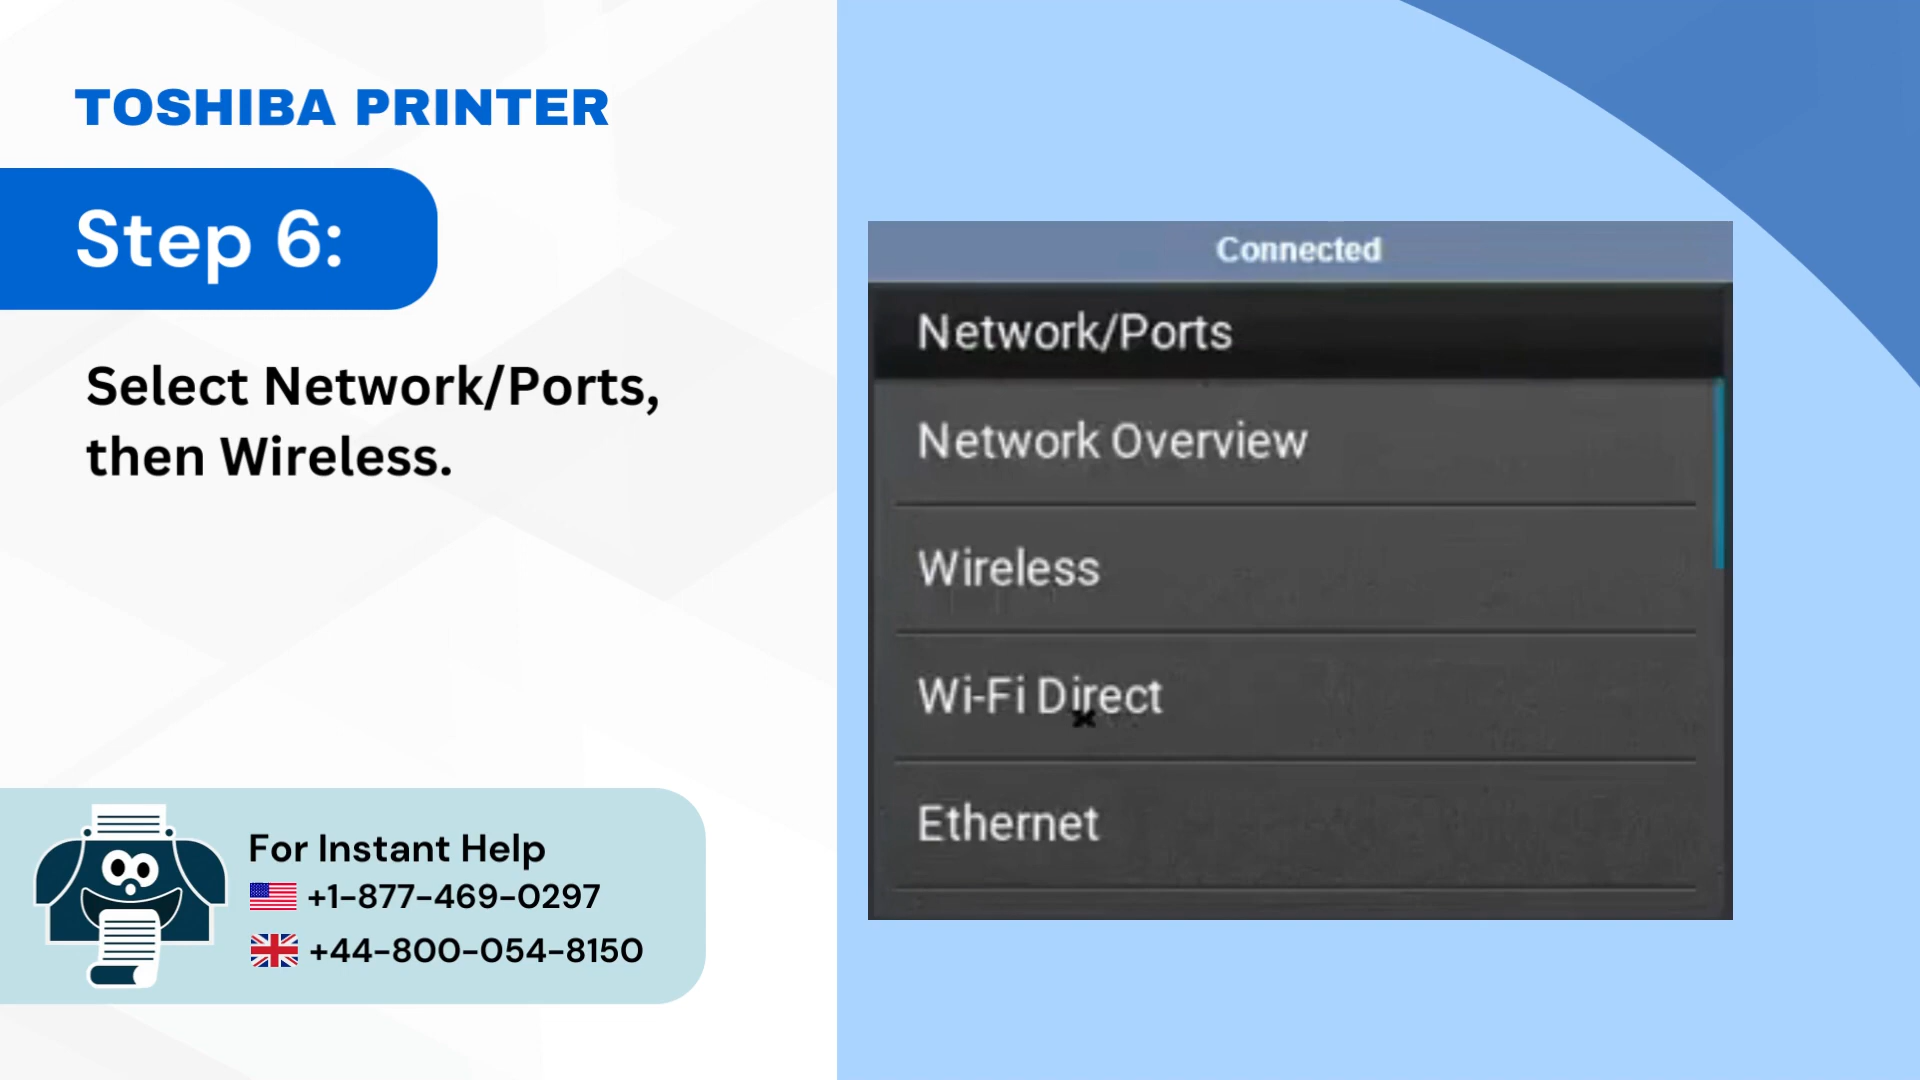 TOSHIBA PRINTER
Step 6:
Select Network/Ports,
then Wireless.
For Instant Help
+1-877-469-0297
+44-800-054-8150
Connected
Network/Ports
Network Overview
Wireless
Wi-Fi Direct
Ethernet